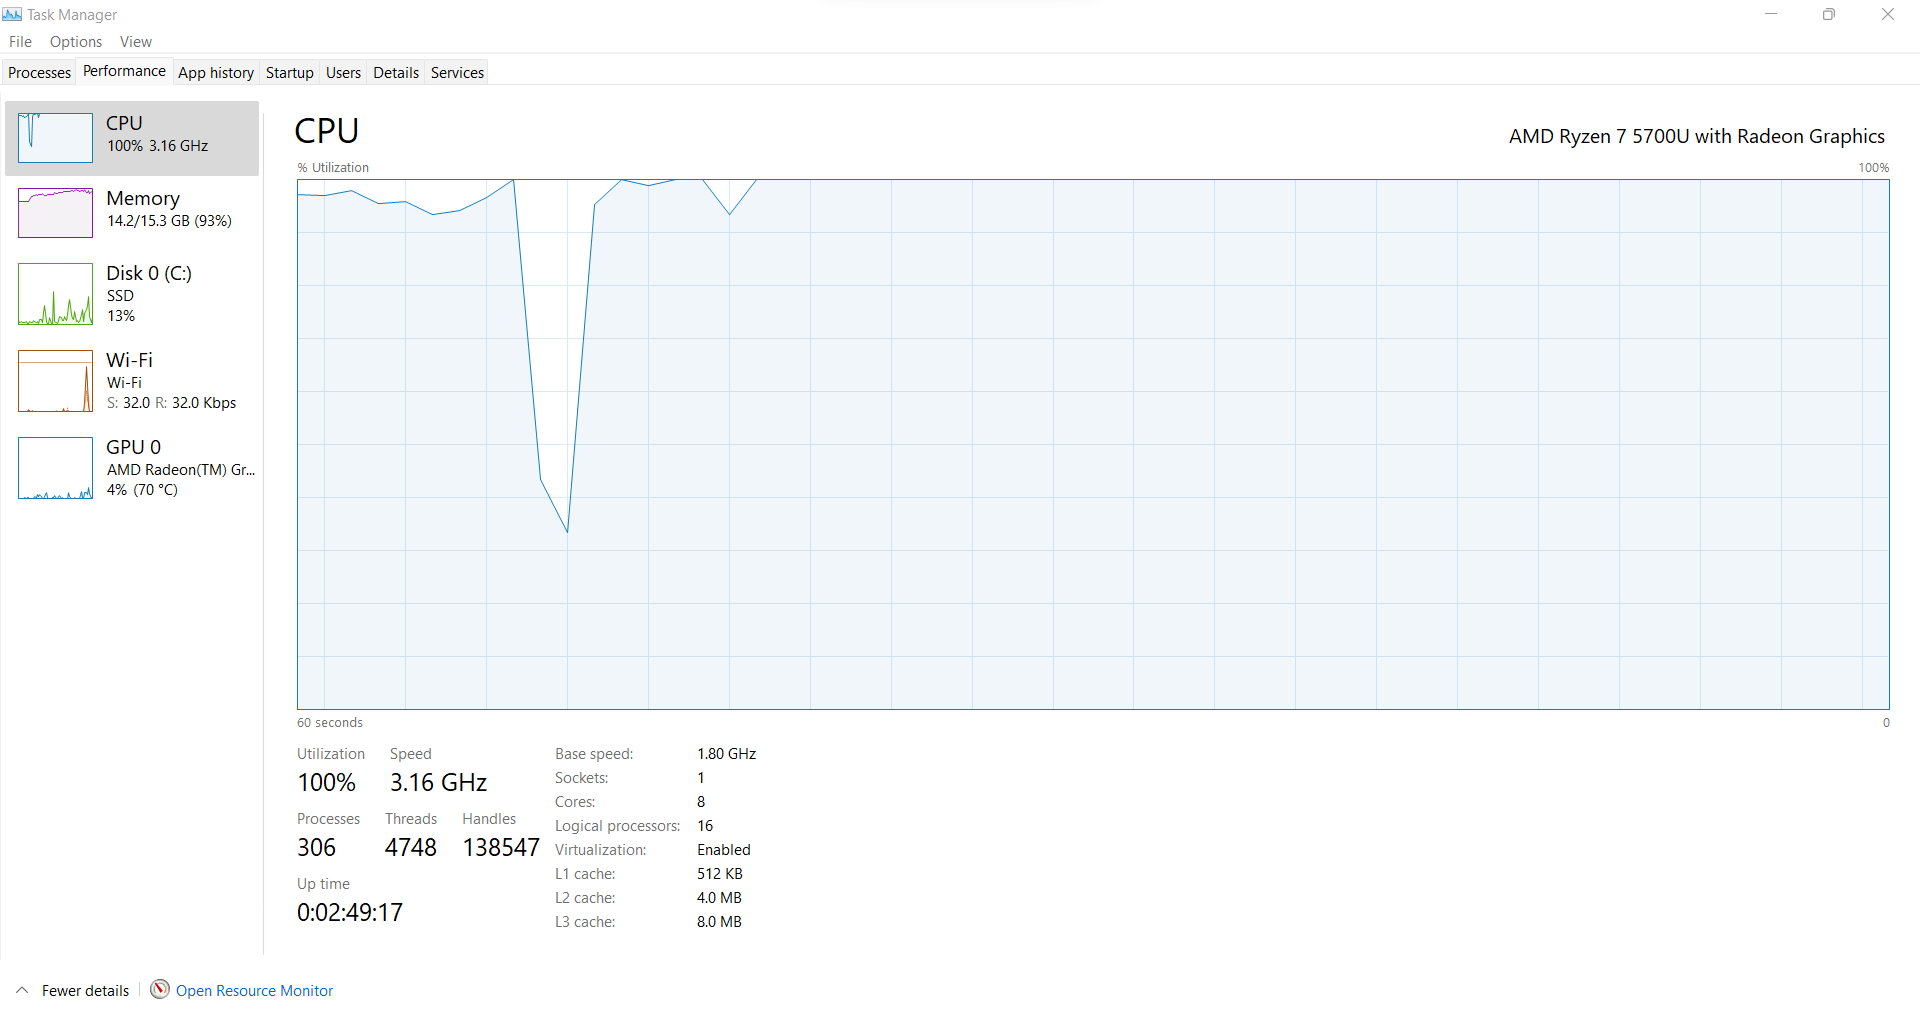 Task Manager
File Options View
Processes Performance App history Startup Users Details Services
CPU
100% 3.16 GHz
Memory
14.2/15.3 GB (93%)
Disk 0 (C:)
SSD
13%
Wi-Fi
Wi-Fi
S: 32.0 R: 32.0 Kbps
GPU 0
AMD Radeon(TM) Gr...
4% (70 °C)
CPU
AMD Ryzen 7 5700U with Radeon Graphics
% Utilization 100%
60 seconds 0
Utilization Speed
100% 3.16 GHz
Processes Threads Handles
306 4748 138547
Up time
0:02:49:17
Base speed: 1.80 GHz
Sockets: 1
Cores: 8
Logical processors: 16
Virtualization: Enabled
L1 cache: 512 KB
L2 cache: 4.0 MB
L3 cache: 8.0 MB
Fewer details Open Resource Monitor